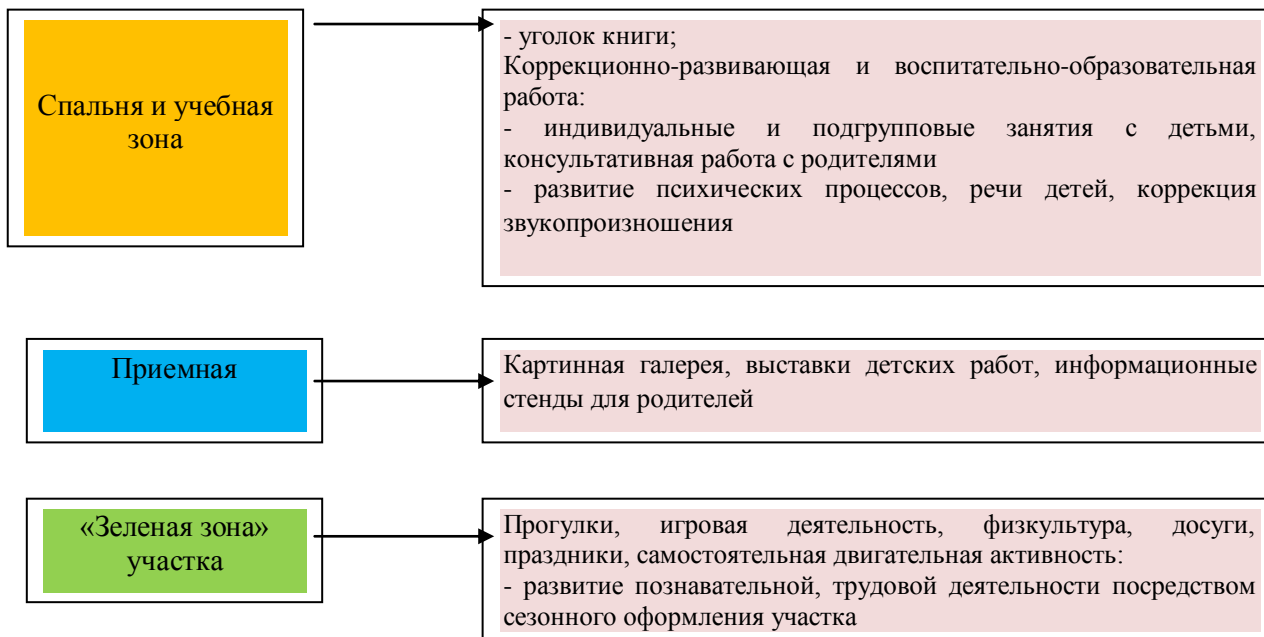 Спальня и учебная
зона
- уголок книги;
Коррекционно-развивающая и воспитательно-образовательная
работа:
- индивидуальные и подгрупповые занятия с детьми,
консультативная работа с родителями
- развитие психических процессов, речи детей, коррекция
звукопроизношения
Приемная
Картинная галерея, выставки детских работ, информационные
стенды для родителей
«Зеленая зона»
участка
Прогулки, игровая деятельность, физкультура, досуги,
праздники, самостоятельная двигательная активность:
- развитие познавательной, трудовой деятельности посредством
сезонного оформления участка